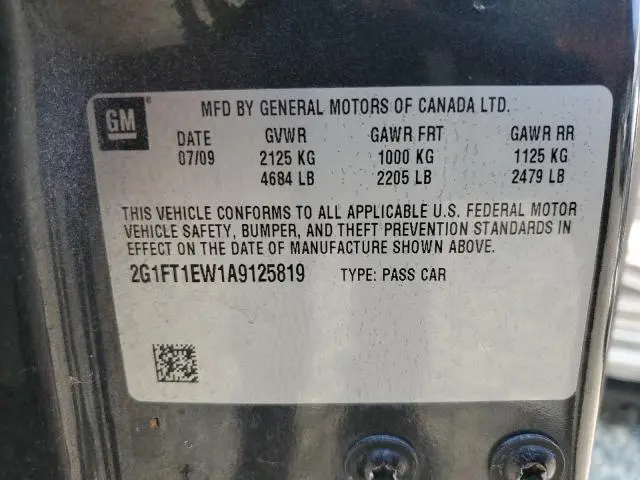 GM
MFD BY GENERAL MOTORS OF CANADA LTD.
DATE GVWR GAWR FRT GAWR RR
07/09 2125 KG 1000 KG 1125 KG
4684 LB 2205 LB 2479 LB
THIS VEHICLE CONFORMS TO ALL APPLICABLE U.S. FEDERAL MOTOR
VEHICLE SAFETY, BUMPER, AND THEFT PREVENTION STANDARDS IN
EFFECT ON THE DATE OF MANUFACTURE SHOWN ABOVE.
2G1FT1EW1A9125819 TYPE: PASS CAR